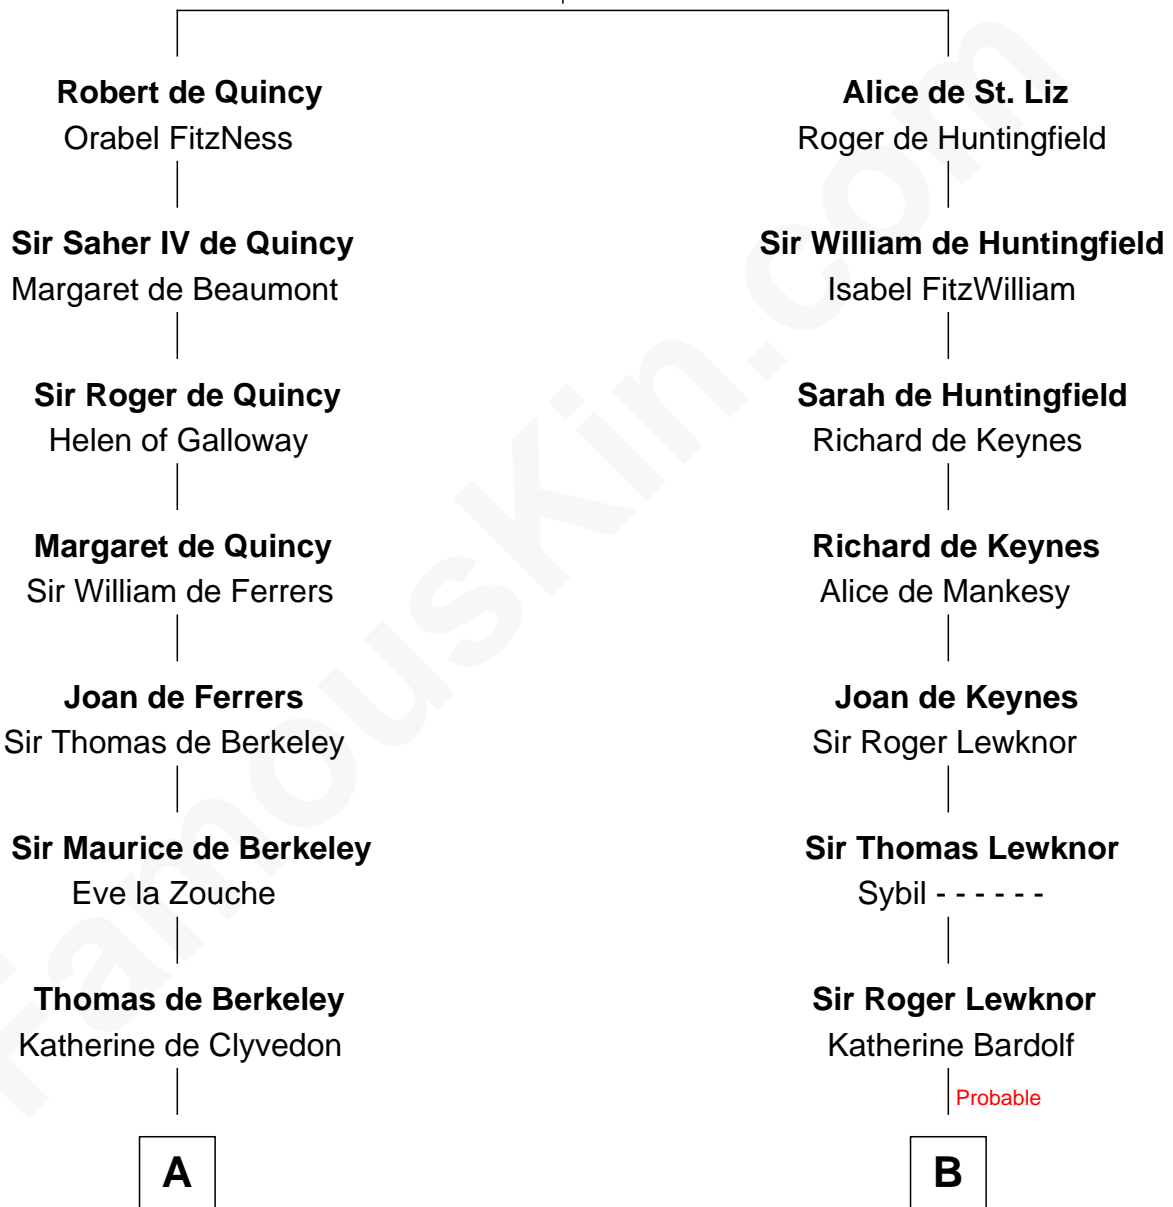 Robert de Quincy
Orabel FitzNess
Sir Saher IV de Quincy
Margaret de Beaumont
Sir Roger de Quincy
Helen of Galloway
Margaret de Quincy
Sir William de Ferrers
Joan de Ferrers
Sir Thomas de Berkeley
Sir Maurice de Berkeley
Eve la Zouche
Thomas de Berkeley
Katherine de Clyvedon
A
Alice de St. Liz
Roger de Huntingfield
Sir William de Huntingfield
Isabel FitzWilliam
Sarah de Huntingfield
Richard de Keynes
Richard de Keynes
Alice de Mankesy
Joan de Keynes
Sir Roger Lewknor
Sir Thomas Lewknor
Sybil - - - - - -
Sir Roger Lewknor
Katherine Bardolf
Probable
B
FamousKin.com